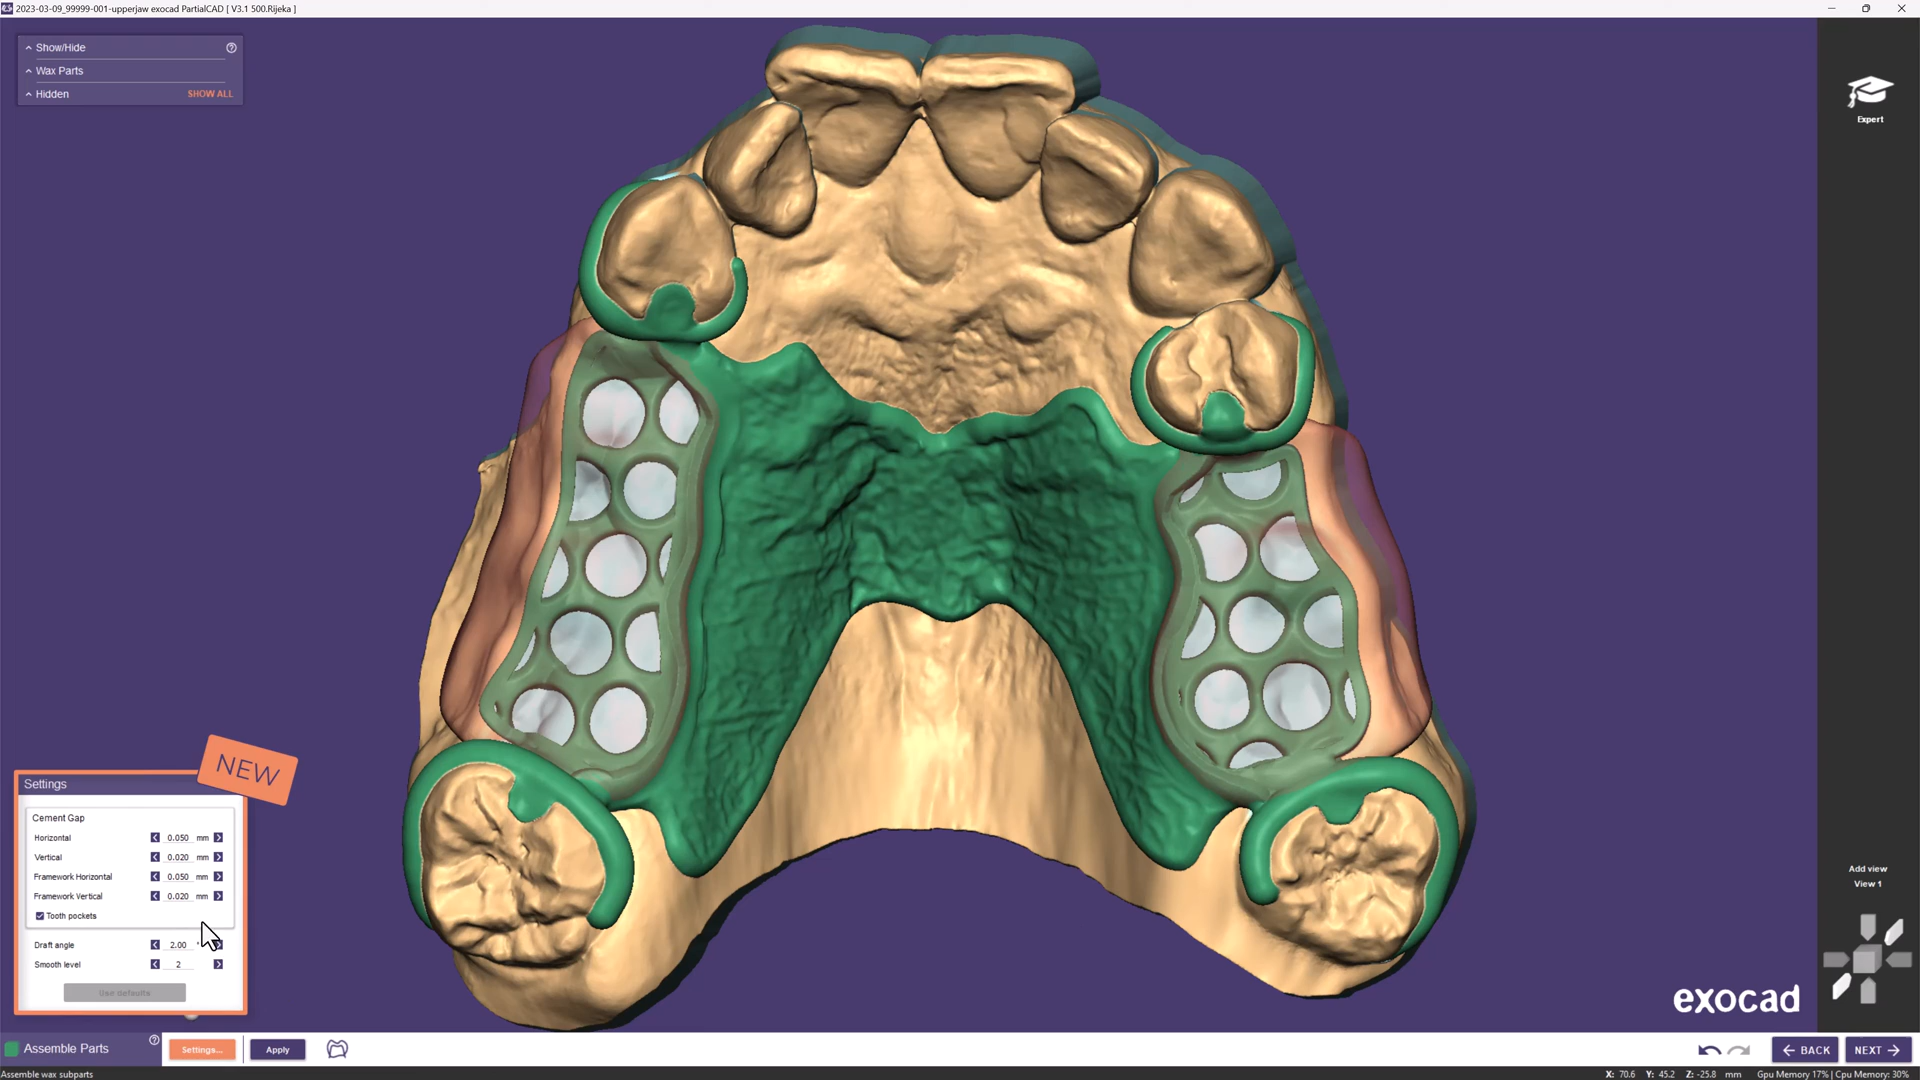 2023-03-09_99999-001-upperjaw exocad PartialCAD [ V3.1 500.Rijeka ]
Show/Hide
Wax Parts
Hidden SHOW ALL
Expert
NEW
Settings
Cement Gap
Horizontal 0.050 mm
Vertical 0.020 mm
Framework Horizontal 0.050 mm
Framework Vertical 0.020 mm
Tooth pockets
Draft angle 2.00 °
Smooth level 2
Use defaults
Add view
View 1
exocad
Assemble Parts Settings... Apply BACK NEXT
Assemble wax subparts X: 70.6 Y: 45.2 Z: -25.8 mm Gpu Memory 17% | Cpu Memory: 30%